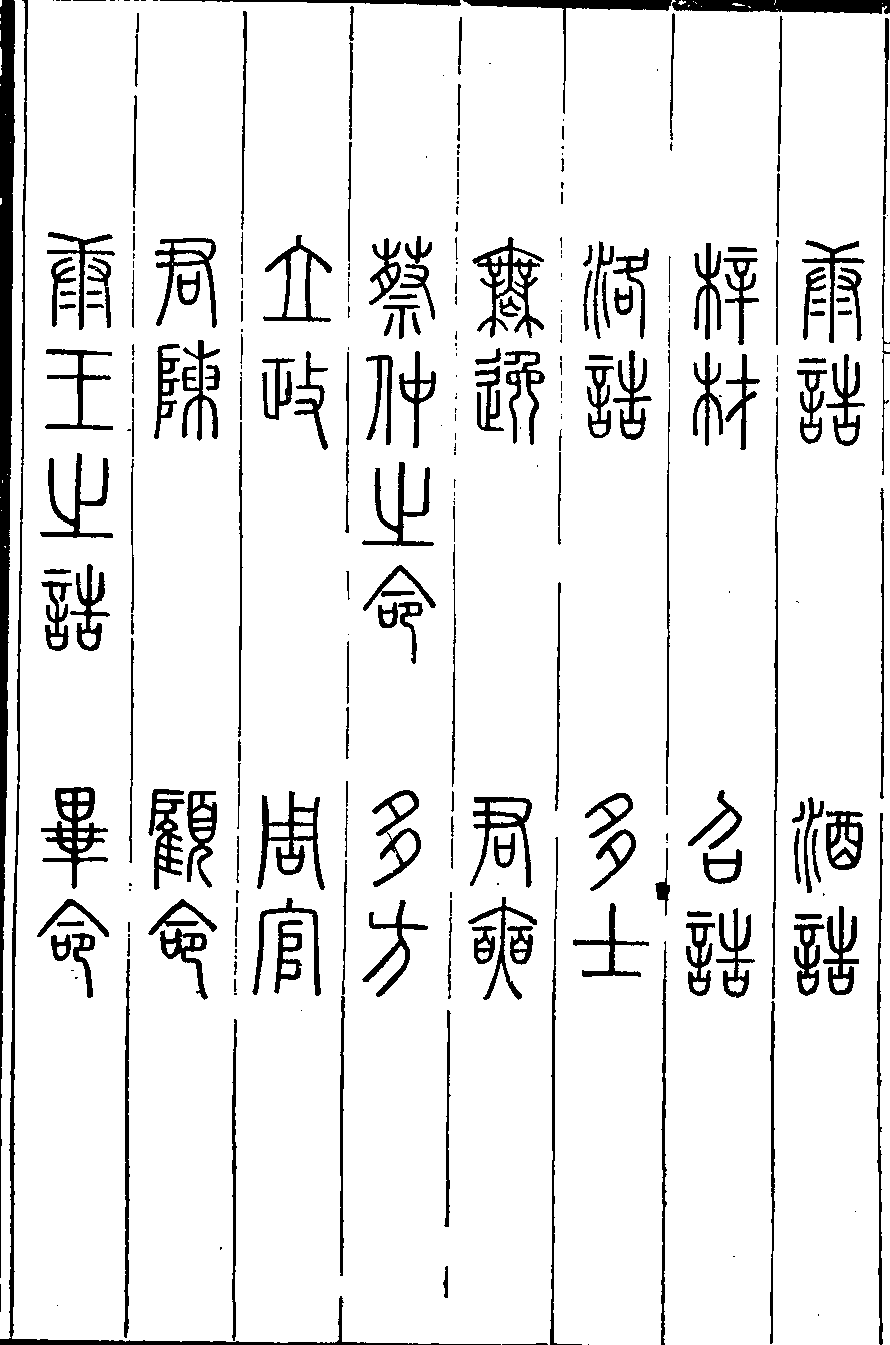 康誥　酒誥
梓材　召誥
洛誥　多士
無逸　君奭
蔡仲之命　多方
立政　周官
君陳　顧命
康王之誥　畢命